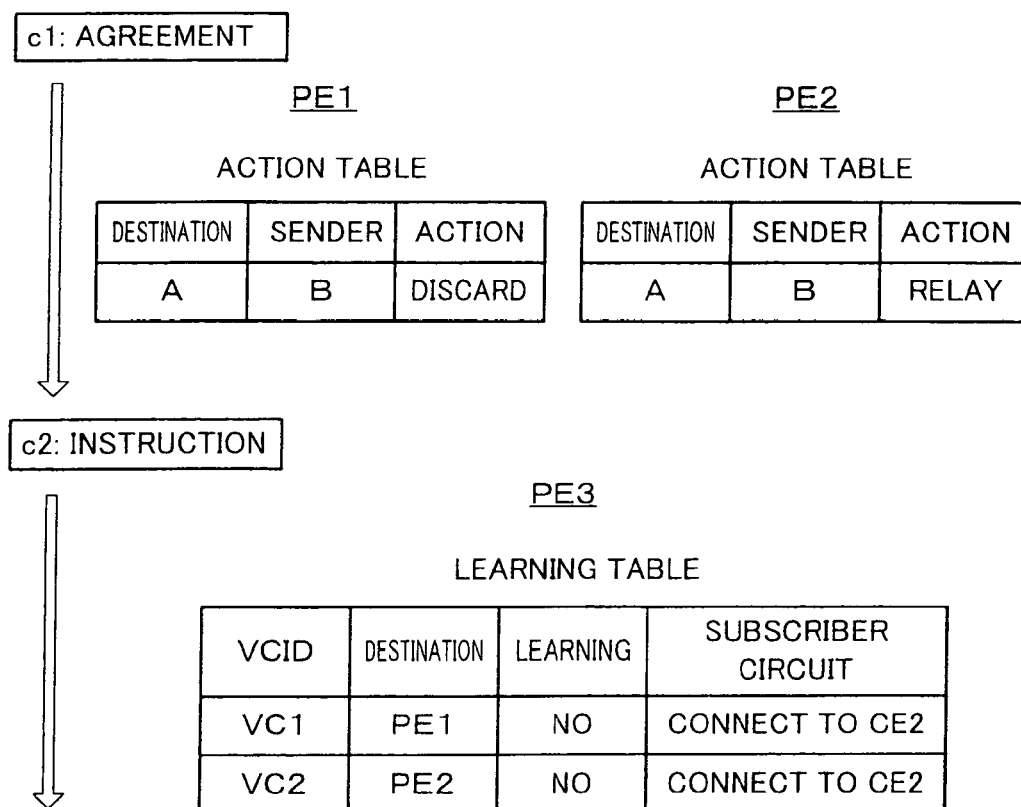 c1: AGREEMENT
PE1
PE2
ACTION TABLE
ACTION TABLE
DESTINATION SENDER ACTION
A B DISCARD
DESTINATION SENDER ACTION
A B RELAY
c2: INSTRUCTION
PE3
LEARNING TABLE
VCID DESTINATION LEARNING SUBSCRIBER CIRCUIT
VC1 PE1 NO CONNECT TO CE2
VC2 PE2 NO CONNECT TO CE2